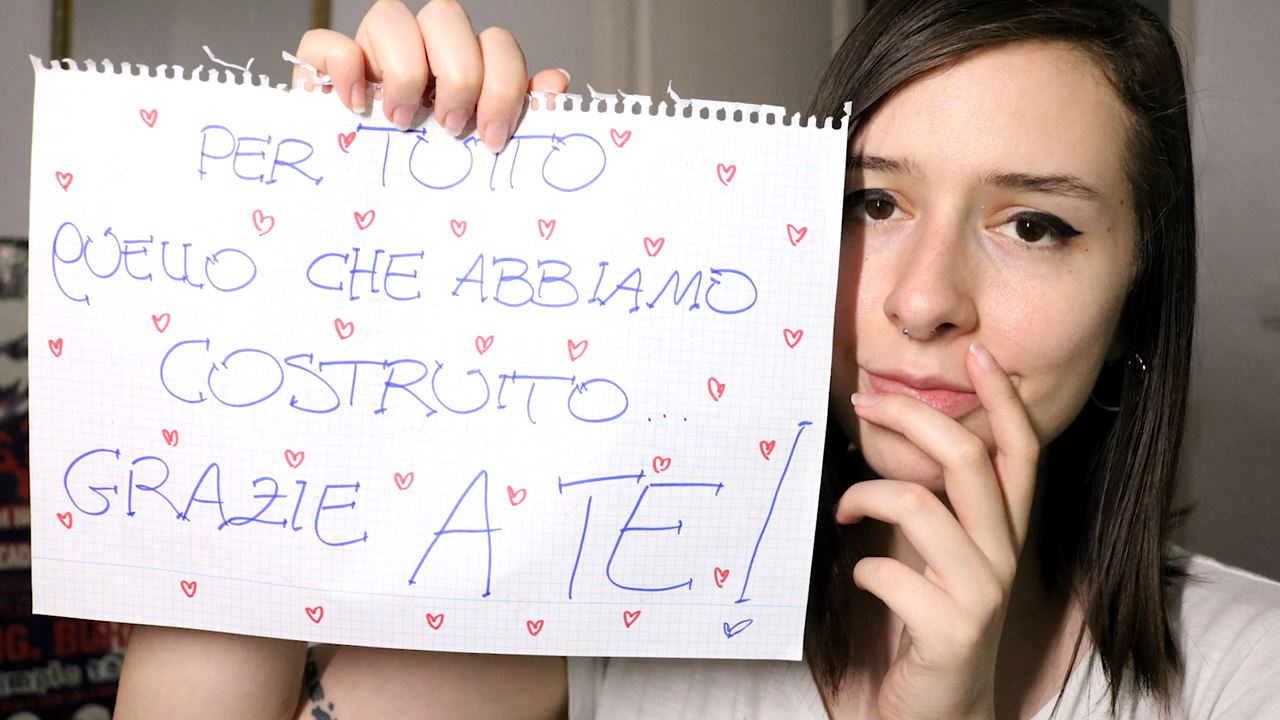 PER TUTTO
QUELLO CHE ABBIAMO
COSTRUITO...
GRAZIE A TE!